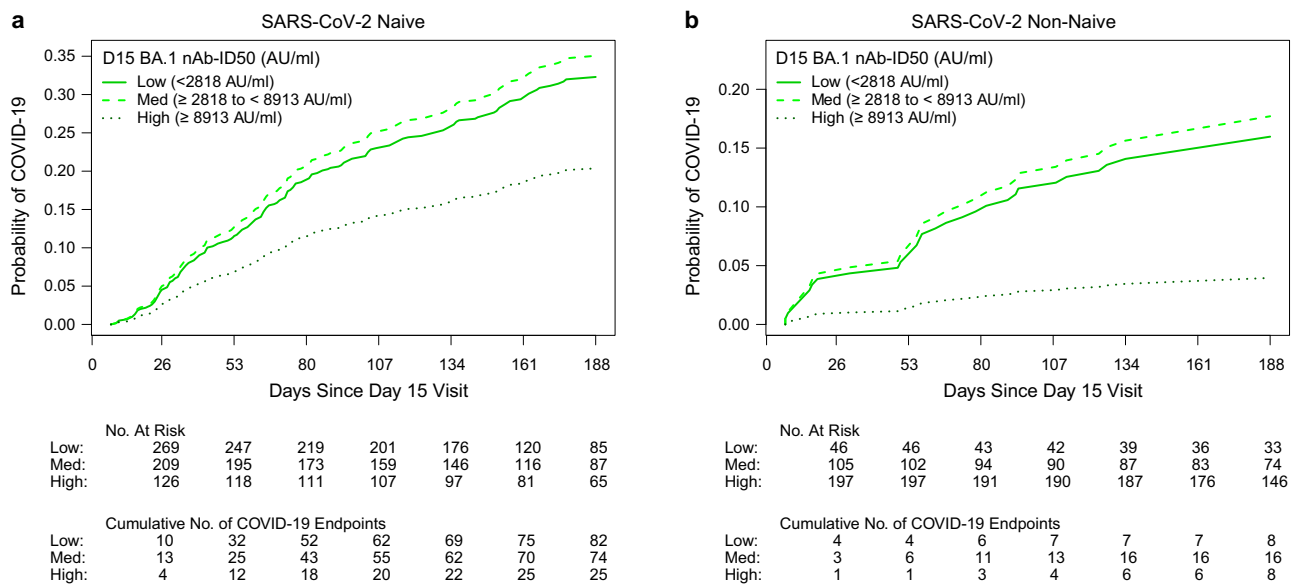 a
SARS-CoV-2 Naive
D15 BA.1 nAb-ID50 (AU/ml)
Low (<2818 AU/ml)
Med (≥ 2818 to < 8913 AU/ml)
High (≥ 8913 AU/ml)
Probability of COVID-19
0.35
0.30
0.25
0.20
0.15
0.10
0.05
0.00
0 26 53 80 107 134 161 188
Days Since Day 15 Visit
No. At Risk
Low: 269 247 219 201 176 120 85
Med: 209 195 173 159 146 116 87
High: 126 118 111 107 97 81 65
Cumulative No. of COVID-19 Endpoints
Low: 10 32 52 62 69 75 82
Med: 13 25 43 55 62 70 74
High: 4 12 18 20 22 25 25
b
SARS-CoV-2 Non-Naive
D15 BA.1 nAb-ID50 (AU/ml)
Low (<2818 AU/ml)
Med (≥ 2818 to < 8913 AU/ml)
High (≥ 8913 AU/ml)
Probability of COVID-19
0.20
0.15
0.10
0.05
0.00
0 26 53 80 107 134 161 188
Days Since Day 15 Visit
No. At Risk
Low: 46 46 43 42 39 36 33
Med: 105 102 94 90 87 83 74
High: 197 197 191 190 187 176 146
Cumulative No. of COVID-19 Endpoints
Low: 4 4 6 7 7 7 8
Med: 3 6 11 13 16 16 16
High: 1 1 3 4 6 6 8